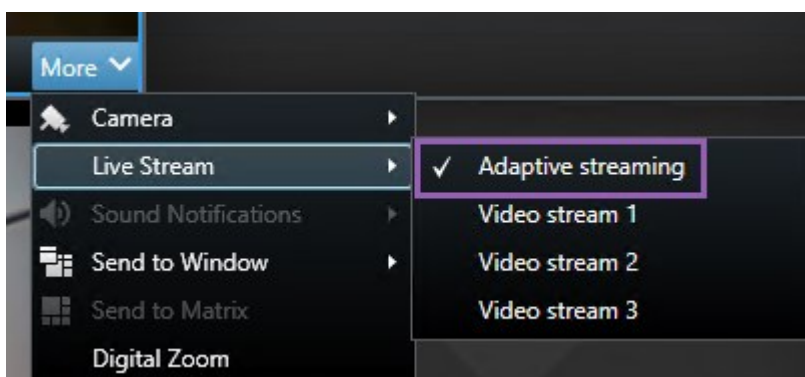 More
Camera
Live Stream
Adaptive streaming
Sound Notifications
Video stream 1
Send to Window
Video stream 2
Send to Matrix
Video stream 3
Digital Zoom